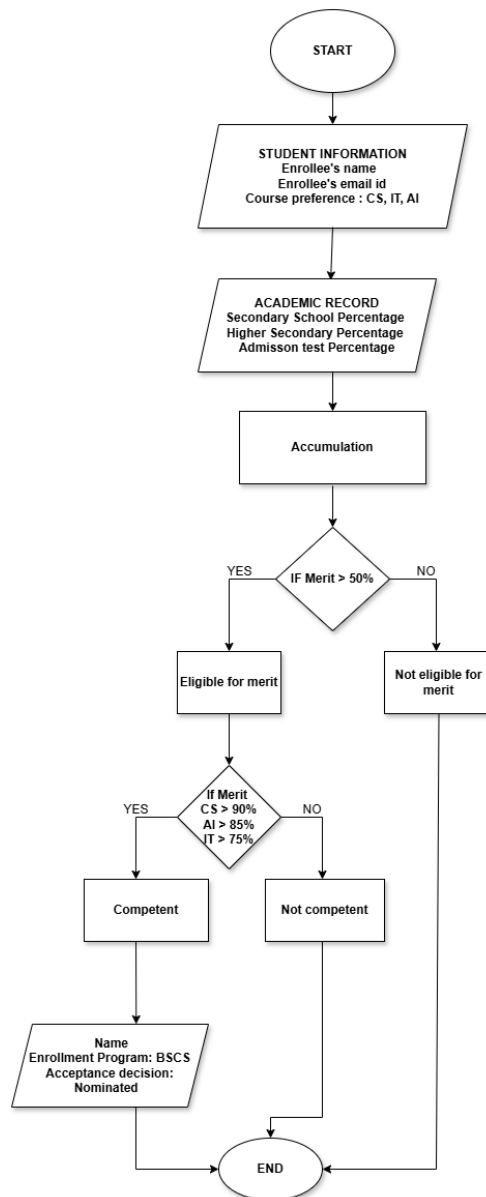 START
STUDENT INFORMATION
Enrollee's name
Enrollee's email id
Course preference : CS, IT, AI
ACADEMIC RECORD
Secondary School Percentage
Higher Secondary Percentage
Admisson test Percentage
Accumulation
IF Merit > 50%
YES
NO
Eligible for merit
Not eligible for
merit
If Merit
CS > 90%
AI > 85%
IT > 75%
YES
NO
Competent
Not competent
Name
Enrollment Program: BSCS
Acceptance decision:
Nominated
END